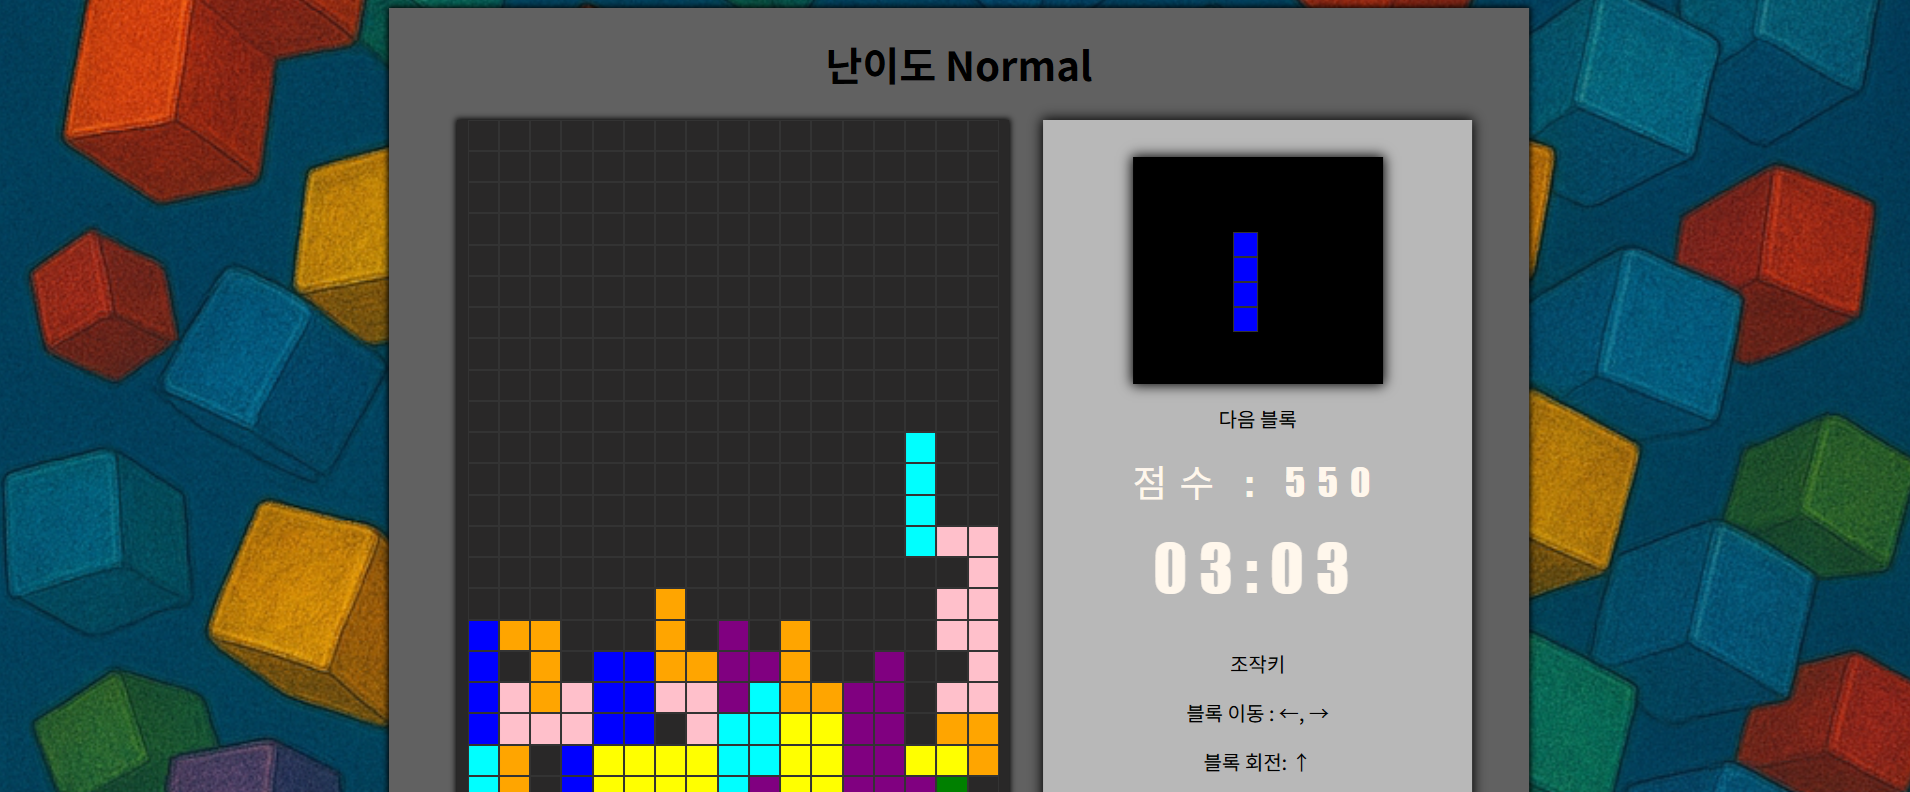 난이도 Normal
다음 블록
점수 : 550
03:03
조작키
블록 이동 : ←, →
블록 회전: ↑